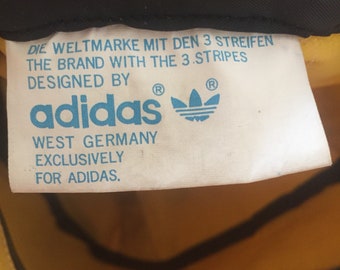 DIE WELTMARKE MIT DEN 3 STREIFEN
THE BRAND WITH THE 3 STRIPES
DESIGNED BY
adidas® ®
WEST GERMANY
EXCLUSIVELY
FOR ADIDAS.